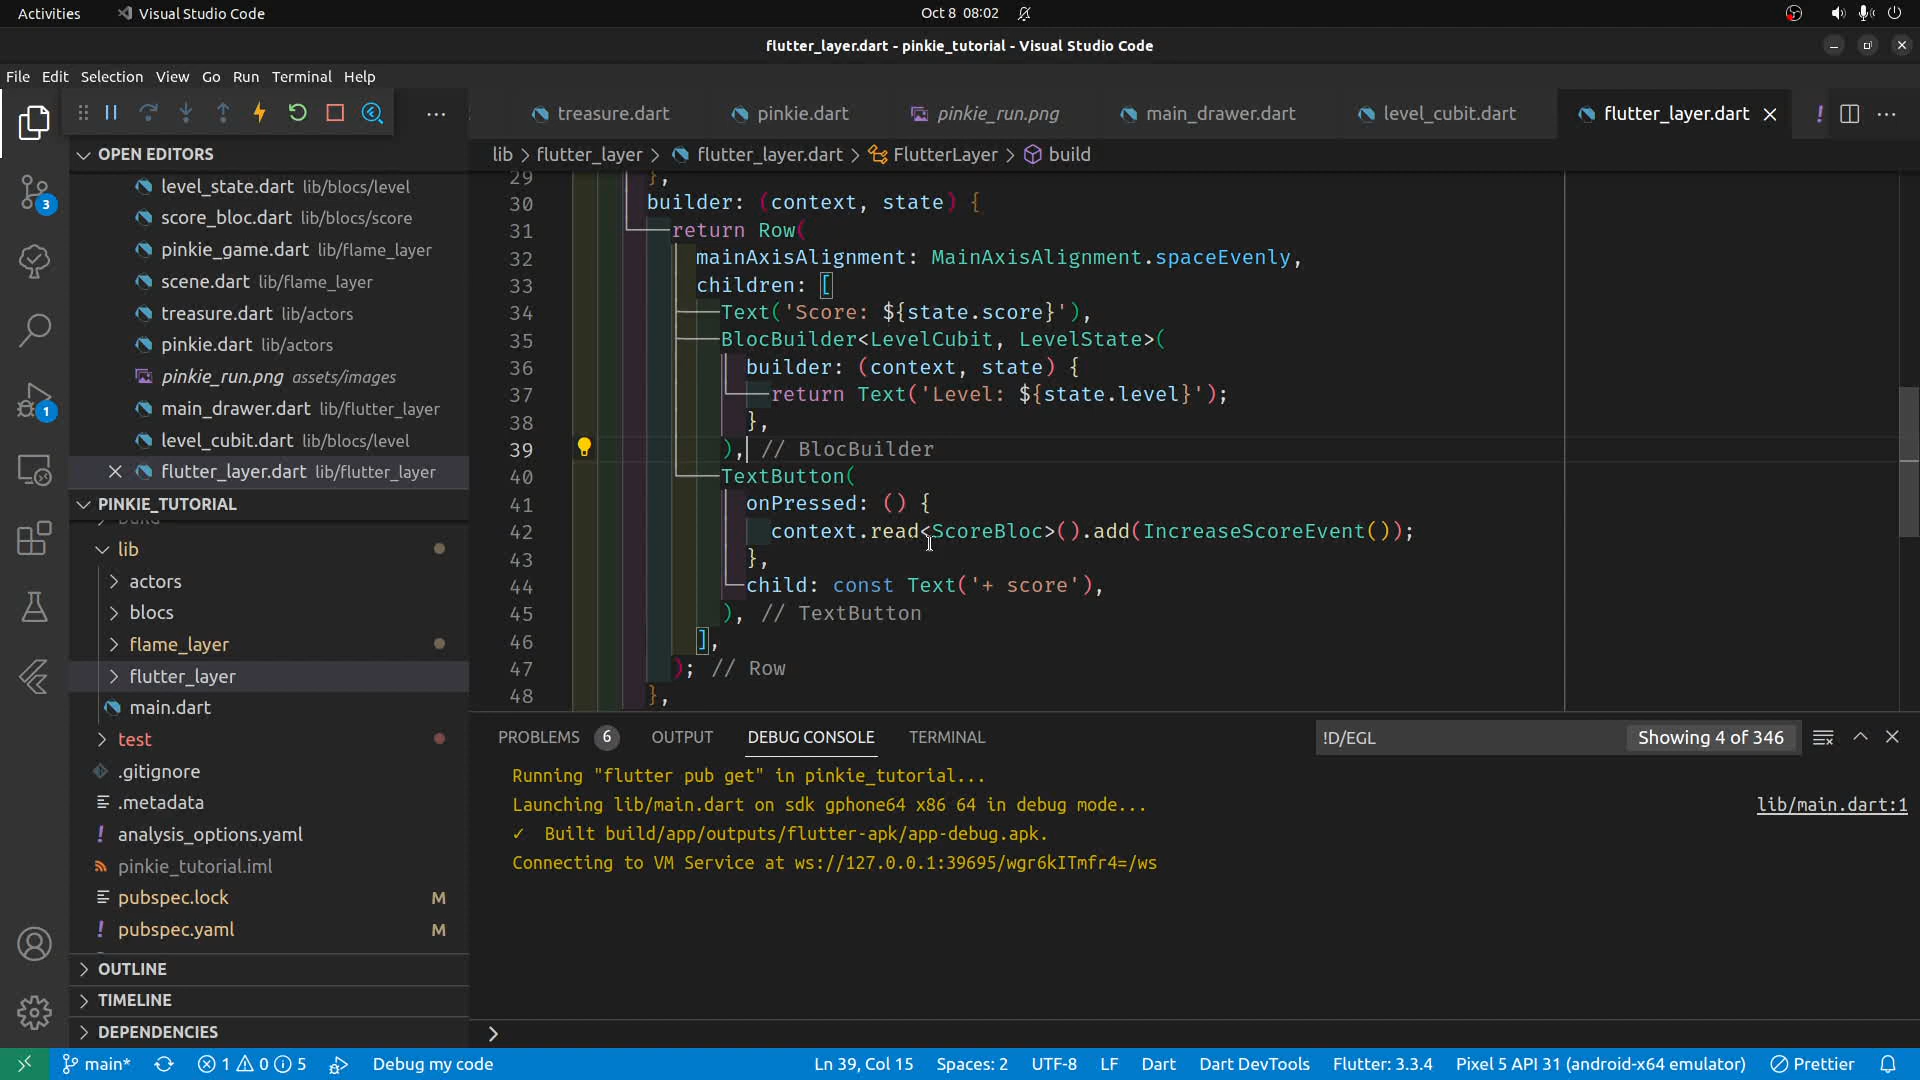 Activities
Visual Studio Code
Oct 8 08:02
flutter_layer.dart - pinkie_tutorial - Visual Studio Code
File Edit Selection View Go Run Terminal Help
treasure.dart
pinkie.dart
pinkie_run.png
main_drawer.dart
level_cubit.dart
flutter_layer.dart
OPEN EDITORS
level_state.dart lib/blocs/level
score_bloc.dart lib/blocs/score
pinkie_game.dart lib/flame_layer
scene.dart lib/flame_layer
treasure.dart lib/actors
pinkie.dart lib/actors
pinkie_run.png assets/images
main_drawer.dart lib/flutter_layer
level_cubit.dart lib/blocs/level
flutter_layer.dart lib/flutter_layer
PINKIE_TUTORIAL
build
lib
actors
blocs
flame_layer
flutter_layer
main.dart
test
.gitignore
.metadata
! analysis_options.yaml
pinkie_tutorial.iml
pubspec.lock M
! pubspec.yaml M
OUTLINE
TIMELINE
DEPENDENCIES
3
1
lib > flutter_layer > flutter_layer.dart > FlutterLayer > build
29 },
30 builder: (context, state) {
31 return Row(
32 mainAxisAlignment: MainAxisAlignment.spaceEvenly,
33 children: [
34 Text('Score: ${state.score}'),
35 BlocBuilder<LevelCubit, LevelState>(
36 builder: (context, state) {
37 return Text('Level: ${state.level}');
38 },
39 ), // BlocBuilder
40 TextButton(
41 onPressed: () {
42 context.read<ScoreBloc>().add(IncreaseScoreEvent());
43 },
44 child: const Text('+ score'),
45 ), // TextButton
46 ],
47 ); // Row
48 },
PROBLEMS 6 OUTPUT DEBUG CONSOLE TERMINAL
!D/EGL
Showing 4 of 346
Running "flutter pub get" in pinkie_tutorial...
Launching lib/main.dart on sdk gphone64 x86 64 in debug mode...
lib/main.dart:1
✓ Built build/app/outputs/flutter-apk/app-debug.apk.
Connecting to VM Service at ws://127.0.0.1:39695/wgr6kITmfr4=/ws
>
main* 1 0 5 Debug my code Ln 39, Col 15 Spaces: 2 UTF-8 LF Dart Dart DevTools Flutter: 3.3.4 Pixel 5 API 31 (android-x64 emulator) Prettier